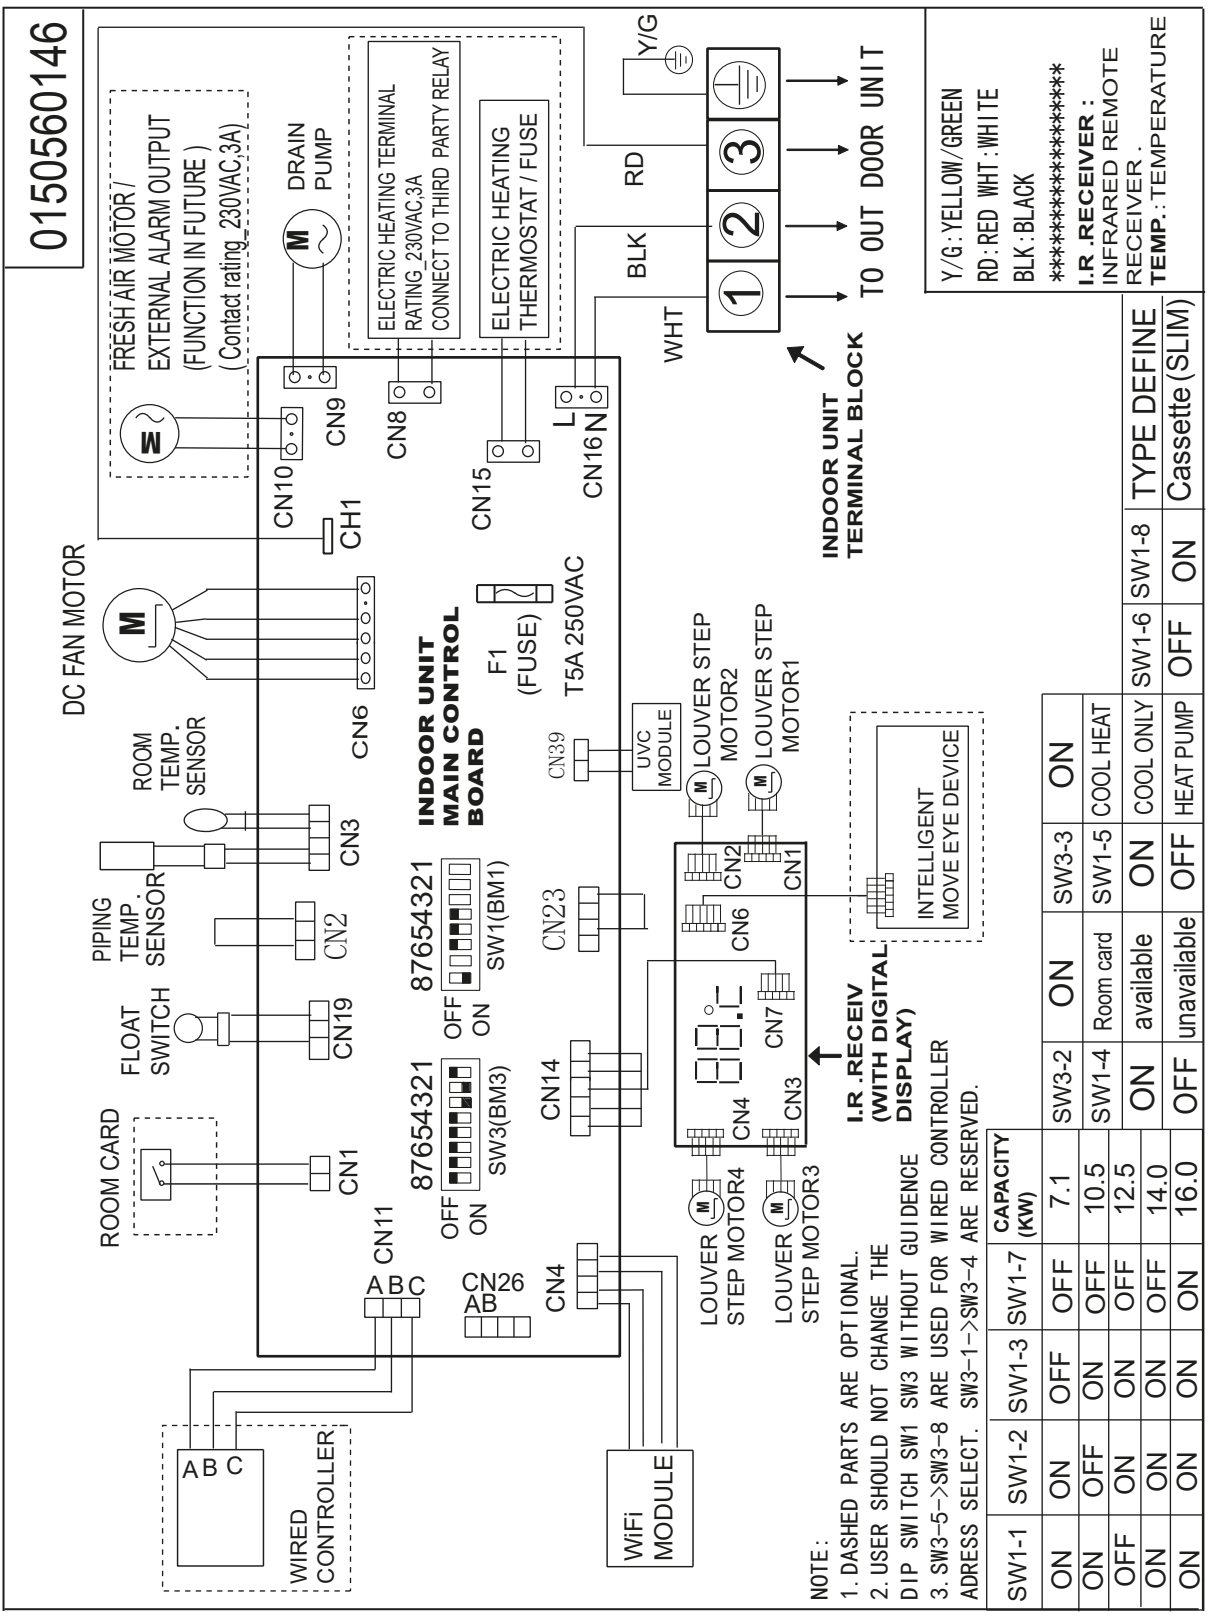 0150560146
FRESH AIR MOTOR /
EXTERNAL ALARM OUTPUT
(FUNCTION IN FUTURE )
( Contact rating_230VAC,3A)
M
CN10
DRAIN
PUMP
M
CN9
ELECTRIC HEATING TERMINAL
RATING_230VAC,3A
CONNECT TO THIRD PARTY RELAY
CN8
ELECTRIC HEATING
THERMOSTAT / FUSE
CN15
L
CN16 N
CH1
DC FAN MOTOR
M
CN6
ROOM
TEMP.
SENSOR
PIPING
TEMP.
SENSOR
CN3
CN2
FLOAT
SWITCH
CN19
ROOM CARD
CN1
CN11
A B C
CN26
AB
CN4
WIRED
CONTROLLER
A B C
WiFi
MODULE
INDOOR UNIT
MAIN CONTROL
BOARD
F1
(FUSE)
T5A 250VAC
87654321
OFF
ON
SW1(BM1)
87654321
OFF
ON
SW3(BM3)
CN39
UVC
MODULE
CN23
CN14
LOUVER STEP
MOTOR2
M
LOUVER STEP
MOTOR1
M
CN2
CN1
CN6
CN7
CN4
CN3
LOUVER
STEP MOTOR4
M
LOUVER
STEP MOTOR3
M
I.R .RECEIV
(WITH DIGITAL
DISPLAY)
INTELLIGENT
MOVE EYE DEVICE
Y/G
RD
BLK
WHT
1 2 3
TO OUT DOOR UNIT
INDOOR UNIT
TERMINAL BLOCK
Y/G:YELLOW/GREEN
RD:RED WHT:WHITE
BLK:BLACK
*******************
I.R .RECEIVER :
INFRARED REMOTE
RECEIVER .
TEMP.:TEMPERATURE
NOTE:
1. DASHED PARTS ARE OPTIONAL.
2. USER SHOULD NOT CHANGE THE
DIP SWITCH SW1 SW3 WITHOUT GUIDENCE
3. SW3-5->SW3-8 ARE USED FOR WIRED CONTROLLER
ADRESS SELECT. SW3-1->SW3-4 ARE RESERVED.
SW1-1 SW1-2 SW1-3 SW1-7 CAPACITY (KW)
ON ON OFF OFF 7.1
ON OFF ON OFF 10.5
OFF ON ON OFF 12.5
ON ON ON OFF 14.0
ON ON ON ON 16.0
SW3-2 ON SW3-3 ON
SW1-4 Room card SW1-5 COOL HEAT
ON available ON COOL ONLY SW1-6 SW1-8 TYPE DEFINE
OFF unavailable OFF HEAT PUMP OFF ON Cassette (SLIM)